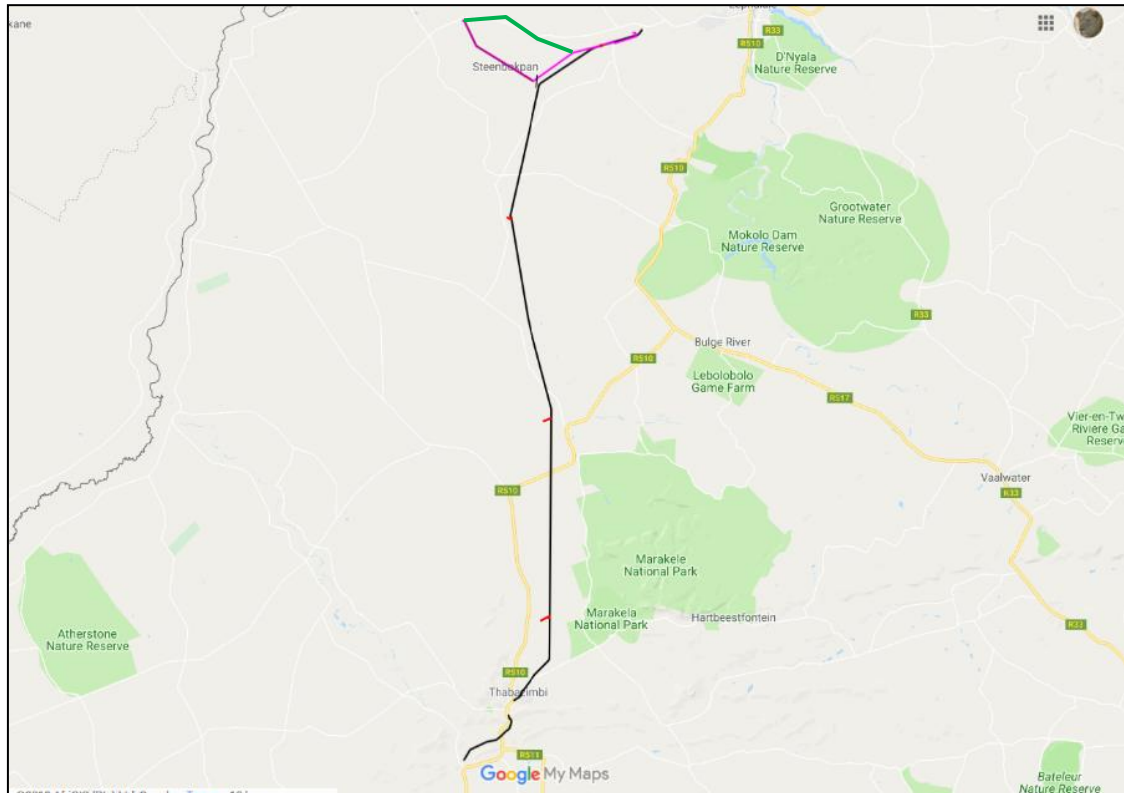 kane
R33
R510
D'Nyala
Nature Reserve
Steenbokpan
R510
Grootwater
Nature Reserve
Mokolo Dam
Nature Reserve
R33
Bulge River
R510
Lebolobolo
Game Farm
R517
Vier-en-Tw
Riviere Ga
Reserv
Vaalwater
R510
R33
Marakele
National Park
Marakela
National Park
Hartbeestfontein
R33
Atherstone
Nature Reserve
R510
Thabazimbi
R511
Google My Maps
Bateleur
Nature Reserve